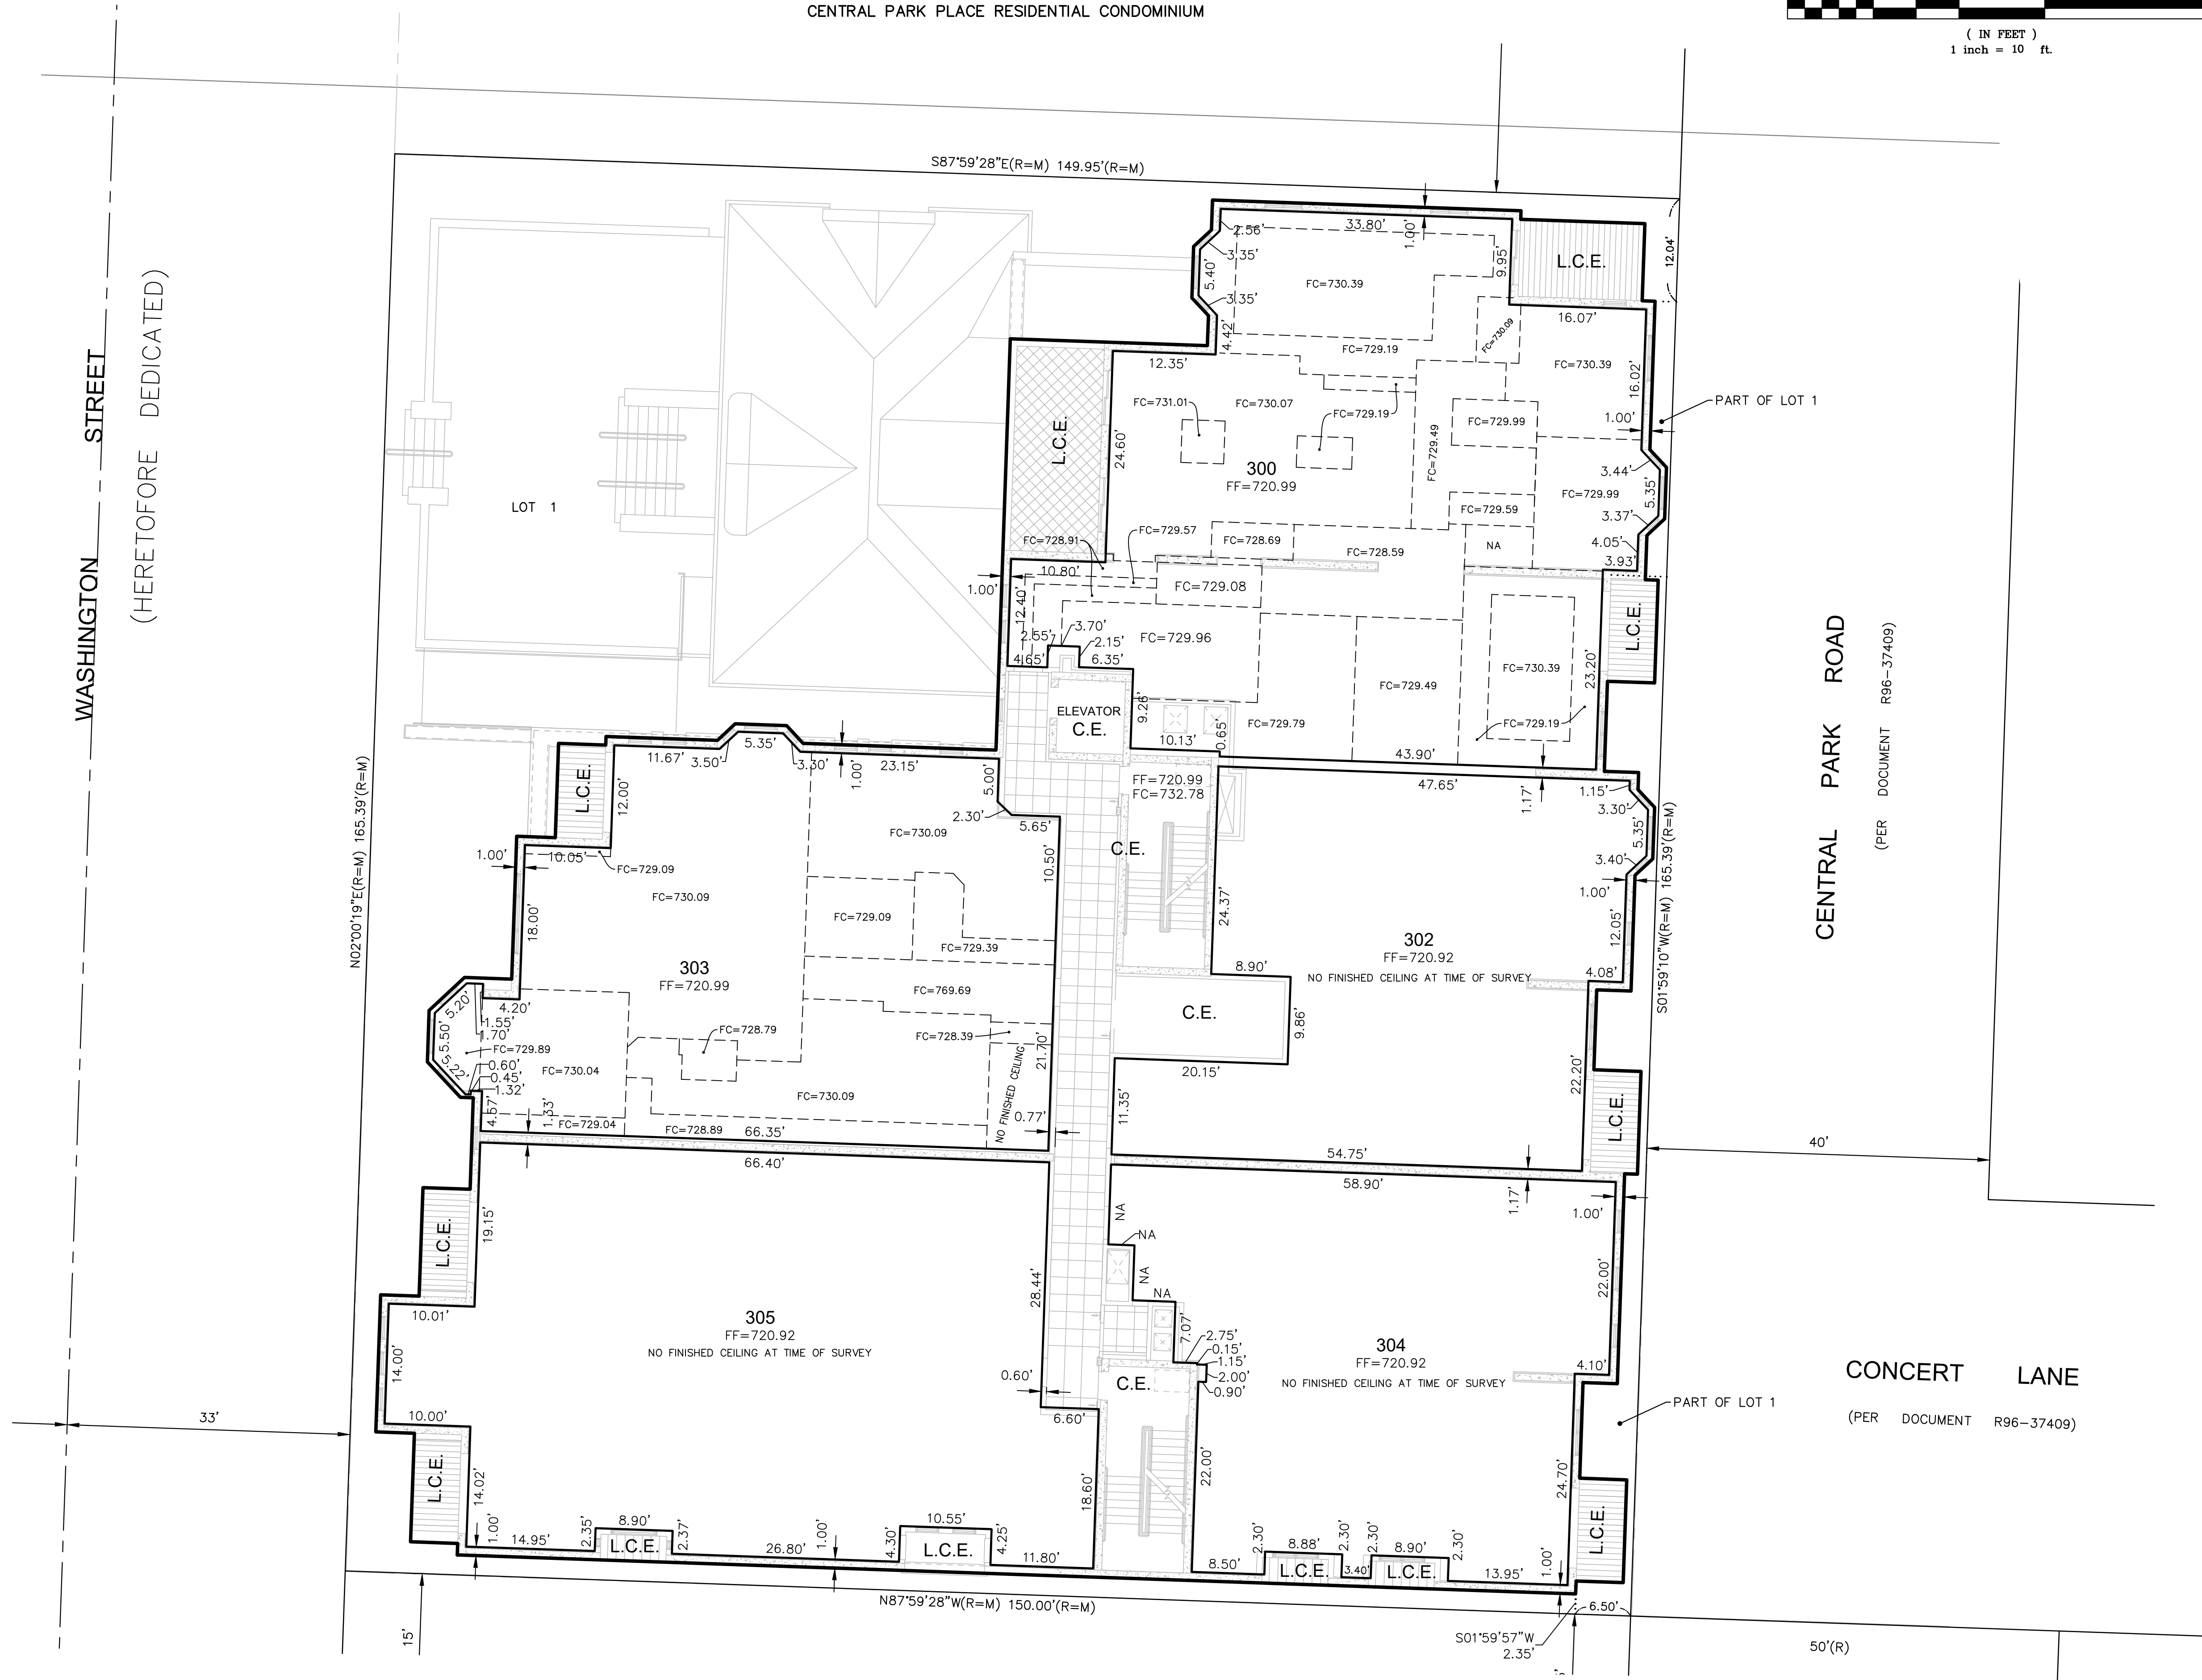 CENTRAL PARK PLACE RESIDENTIAL CONDOMINIUM
( IN FEET )
1 inch = 10 ft.
S87°59'28"E(R=M) 149.95'(R=M)
WASHINGTON STREET
(HERETOFORE DEDICATED)
N02°00'19"E(R=M) 165.39'(R=M)
LOT 1
2.56'
33.80'
1.00'
3.35'
5.40'
3.35'
4.42'
9.95'
L.C.E.
12.04'
FC=730.39
16.07'
FC=730.09
FC=729.19
FC=730.39
16.02'
12.35'
L.C.E.
24.60'
FC=731.01
FC=730.07
FC=729.19
FC=729.49
FC=729.99
1.00'
PART OF LOT 1
300
FF=720.99
3.44'
5.35'
FC=729.99
3.37'
FC=729.59
4.05'
3.93'
NA
FC=729.57
FC=728.91
FC=728.69
FC=728.59
10.80'
1.00'
12.40'
FC=729.08
L.C.E.
3.70'
2.55'
2.15'
4.65'
6.35'
FC=729.96
FC=730.39
23.20'
FC=729.49
ELEVATOR
C.E.
9.26'
FC=729.79
FC=729.19
10.13'
0.65'
43.90'
CENTRAL PARK ROAD
(PER DOCUMENT R96-37409)
5.35'
11.67'
3.50'
3.30'
1.00'
23.15'
L.C.E.
12.00'
5.00'
2.30'
5.65'
FF=720.99
FC=732.78
47.65'
1.17'
1.15'
3.30'
5.35'
3.40'
1.00'
S01°59'10"W(R=M) 165.39'(R=M)
C.E.
FC=730.09
10.50'
1.00'
10.05'
FC=729.09
FC=730.09
FC=729.09
18.00'
24.37'
12.05'
FC=729.39
303
FF=720.99
302
FF=720.92
NO FINISHED CEILING AT TIME OF SURVEY
8.90'
4.08'
FC=769.69
5.20'
4.20'
1.55'
1.70'
5.50'
FC=729.89
5.22'
0.60'
0.45'
1.32'
4.57'
1.33'
C.E.
9.86'
FC=728.79
FC=728.39
FC=730.04
21.70'
20.15'
FC=730.09
NO FINISHED CEILING
0.77'
11.35'
22.20'
L.C.E.
FC=729.04
FC=728.89
66.35'
54.75'
40'
66.40'
58.90'
1.17'
1.00'
19.15'
L.C.E.
NA
NA
NA
NA
22.00'
10.01'
28.44'
305
FF=720.92
NO FINISHED CEILING AT TIME OF SURVEY
7.07'
2.75'
0.15'
1.15'
2.00'
0.90'
304
FF=720.92
NO FINISHED CEILING AT TIME OF SURVEY
4.10'
14.00'
0.60'
C.E.
CONCERT LANE
(PER DOCUMENT R96-37409)
PART OF LOT 1
33'
10.00'
6.60'
L.C.E.
14.02'
18.60'
22.00'
24.70'
L.C.E.
1.00'
14.95'
2.35'
8.90'
L.C.E.
2.37'
26.80'
1.00'
4.30'
10.55'
L.C.E.
4.25'
11.80'
8.50'
2.30'
8.88'
L.C.E.
2.30'
3.40'
2.30'
8.90'
L.C.E.
2.30'
13.95'
1.00'
N87°59'28"W(R=M) 150.00'(R=M)
6.50'
S01°59'57"W
2.35'
15'
50'(R)